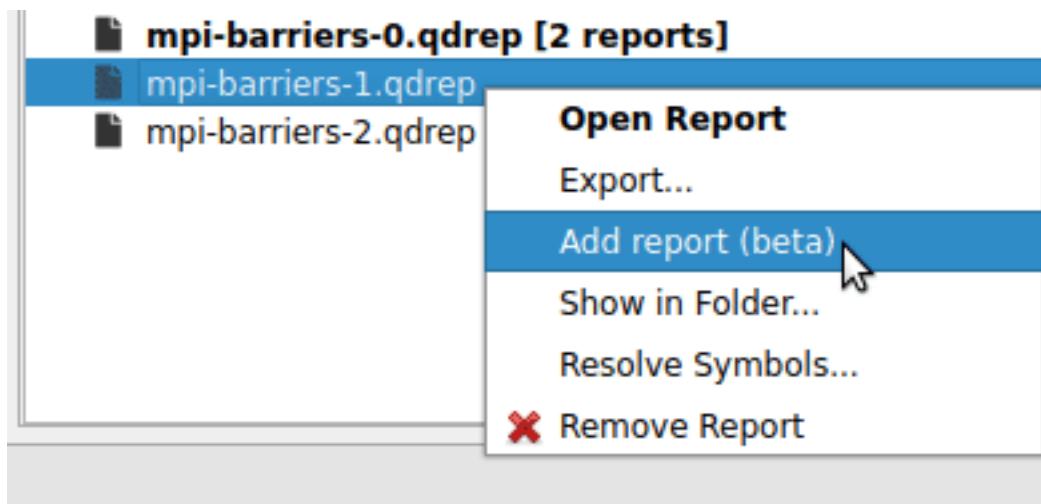 mpi-barriers-0.qdrep [2 reports]
mpi-barriers-1.qdrep
mpi-barriers-2.qdrep
Open Report
Export...
Add report (beta)
Show in Folder...
Resolve Symbols...
Remove Report